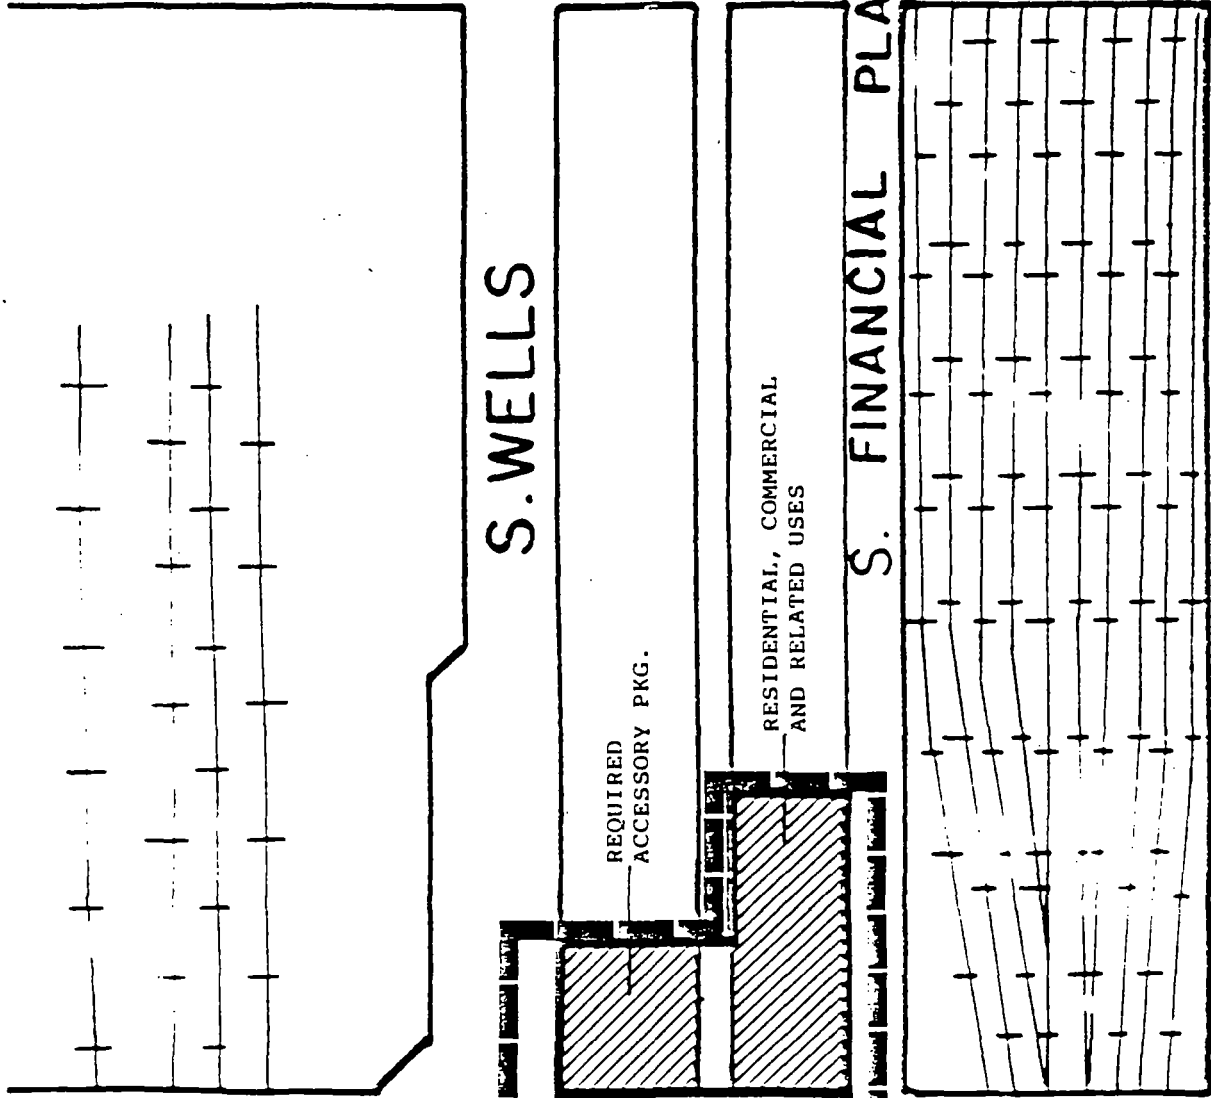 S. WELLS
REQUIRED
ACCESSORY PKG.
RESIDENTIAL, COMMERCIAL
AND RELATED USES
S. FINANCIAL PLA